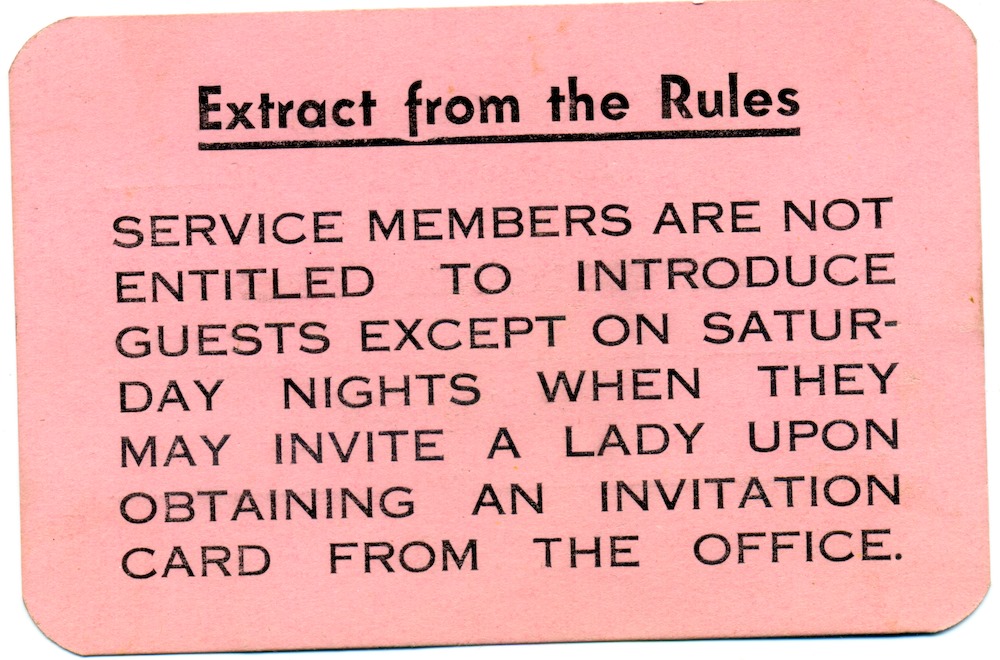 Extract from the Rules
SERVICE MEMBERS ARE NOT
ENTITLED TO INTRODUCE
GUESTS EXCEPT ON SATUR-
DAY NIGHTS WHEN THEY
MAY INVITE A LADY UPON
OBTAINING AN INVITATION
CARD FROM THE OFFICE.